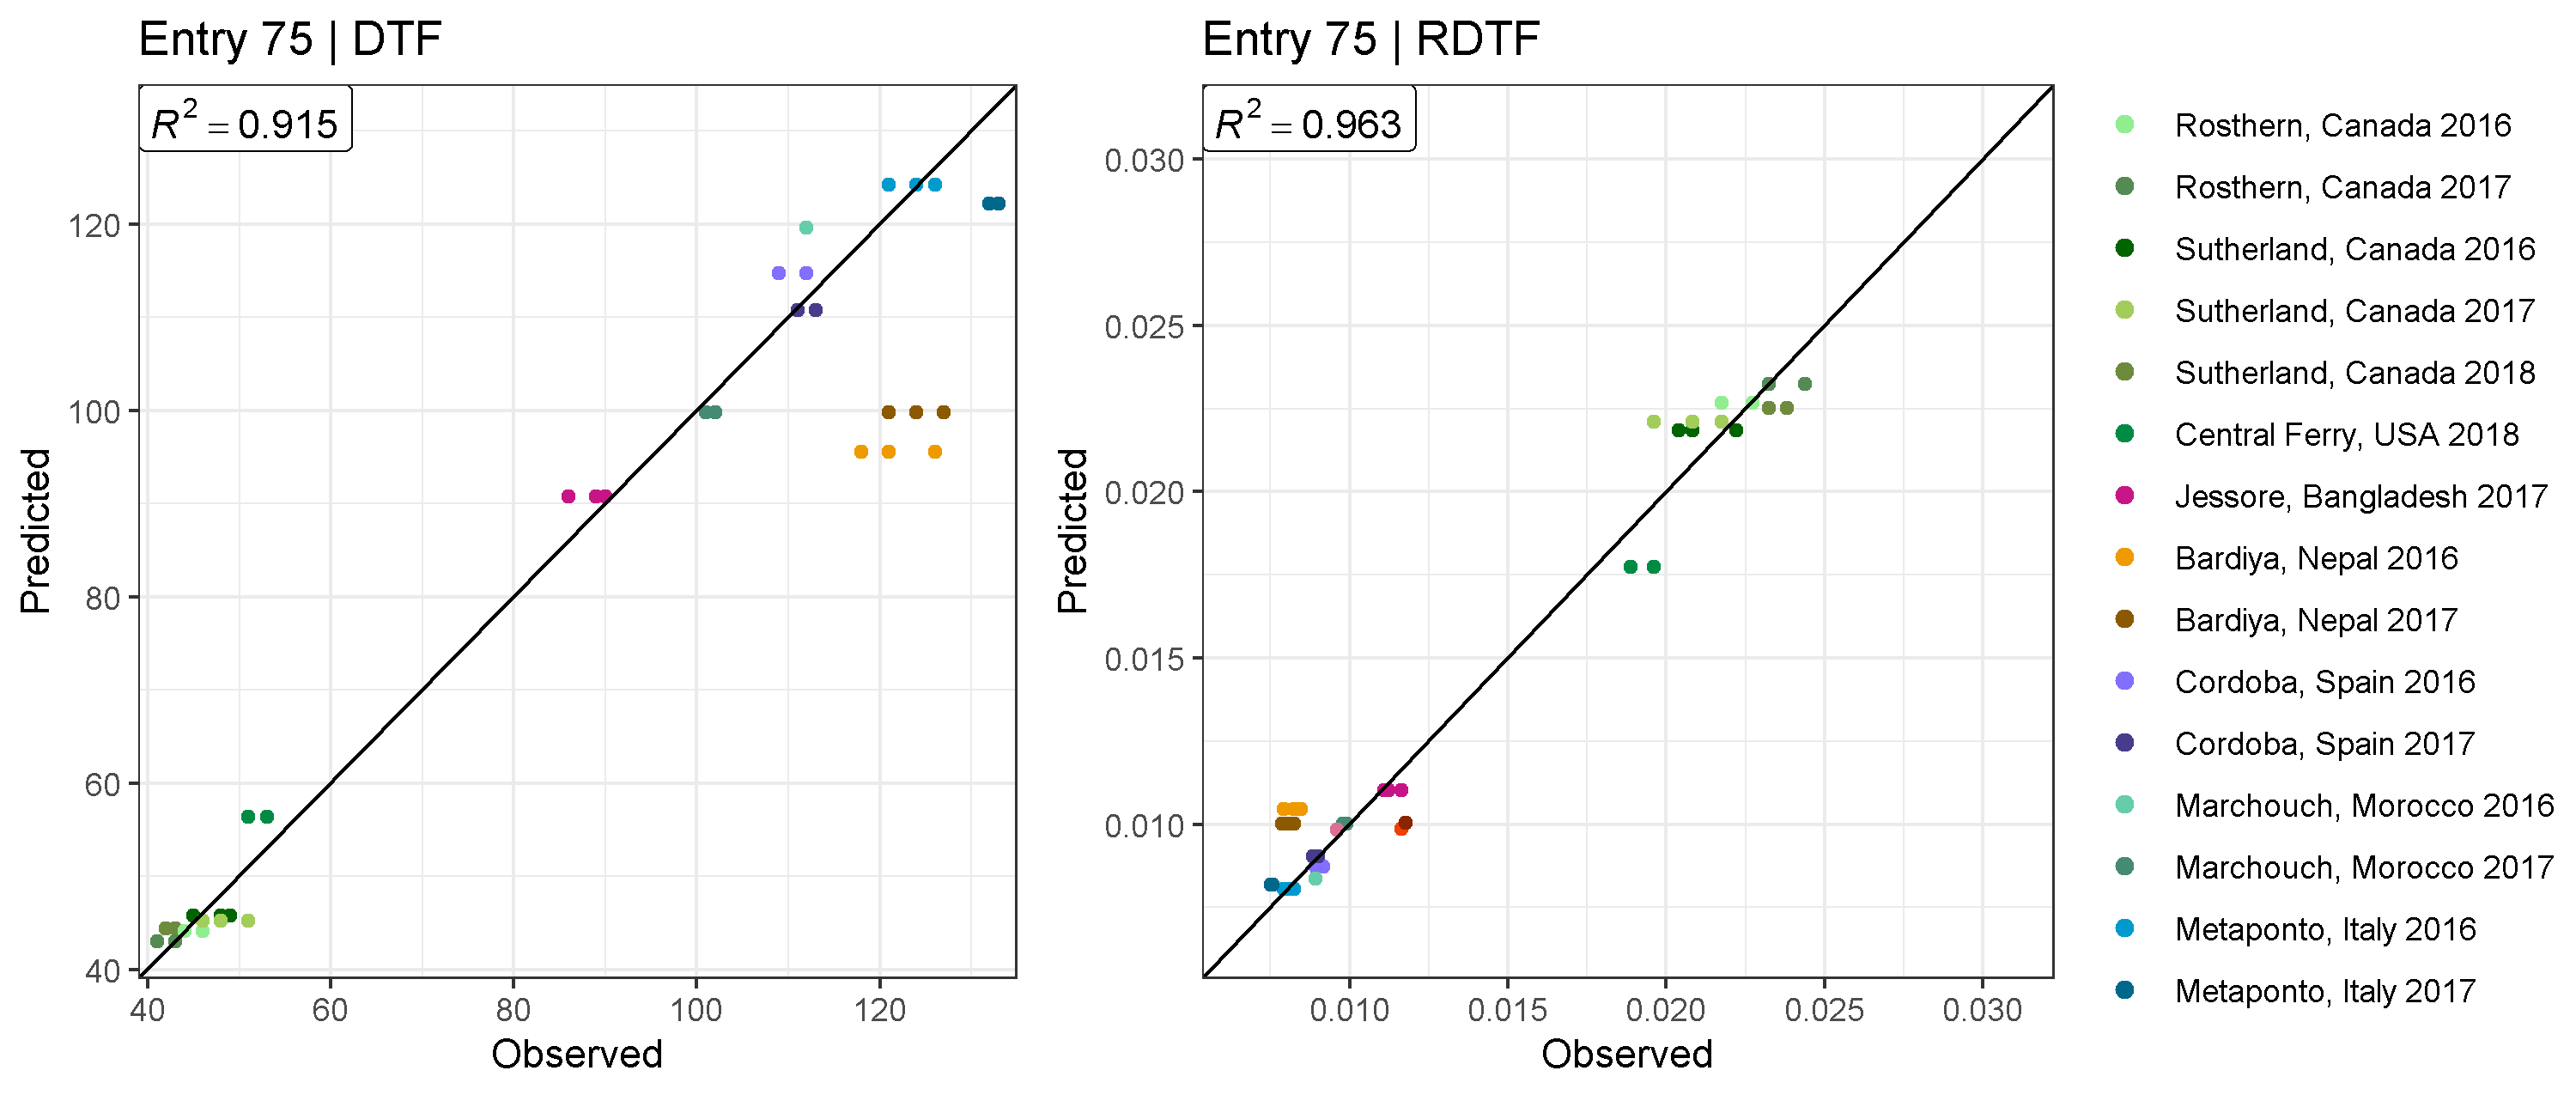 Entry 75 | DTF
R² = 0.915
120
100
80
60
40
40 60 80 100 120
Observed
Predicted
Entry 75 | RDTF
R² = 0.963
0.030
0.025
0.020
0.015
0.010
0.010 0.015 0.020 0.025 0.030
Observed
Predicted
Rosthern, Canada 2016
Rosthern, Canada 2017
Sutherland, Canada 2016
Sutherland, Canada 2017
Sutherland, Canada 2018
Central Ferry, USA 2018
Jessore, Bangladesh 2017
Bardiya, Nepal 2016
Bardiya, Nepal 2017
Cordoba, Spain 2016
Cordoba, Spain 2017
Marchouch, Morocco 2016
Marchouch, Morocco 2017
Metaponto, Italy 2016
Metaponto, Italy 2017